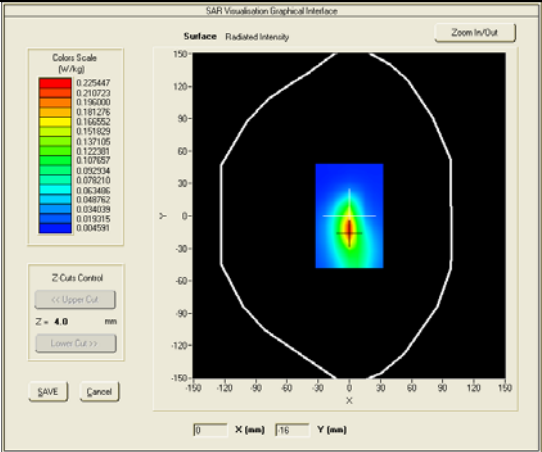 SAR Visualisation Graphical Interface
Surface Radiated Intensity
Zoom In/Out
Colors Scale
(W/kg)
0.225447
0.210723
0.196000
0.181276
0.166552
0.151829
0.137105
0.122381
0.107657
0.092934
0.078210
0.063486
0.048762
0.034039
0.019315
0.004591
Z-Cuts Control
<< Upper Cut
Z = 4.0 mm
Lower Cut >>
SAVE Cancel
150-
120-
90-
60-
30-
0-
-30-
-60-
-90-
-120-
-150-
Y
-150 -120 -90 -60 -30 0 30 60 90 120 150
X
0 X (mm) -16 Y (mm)